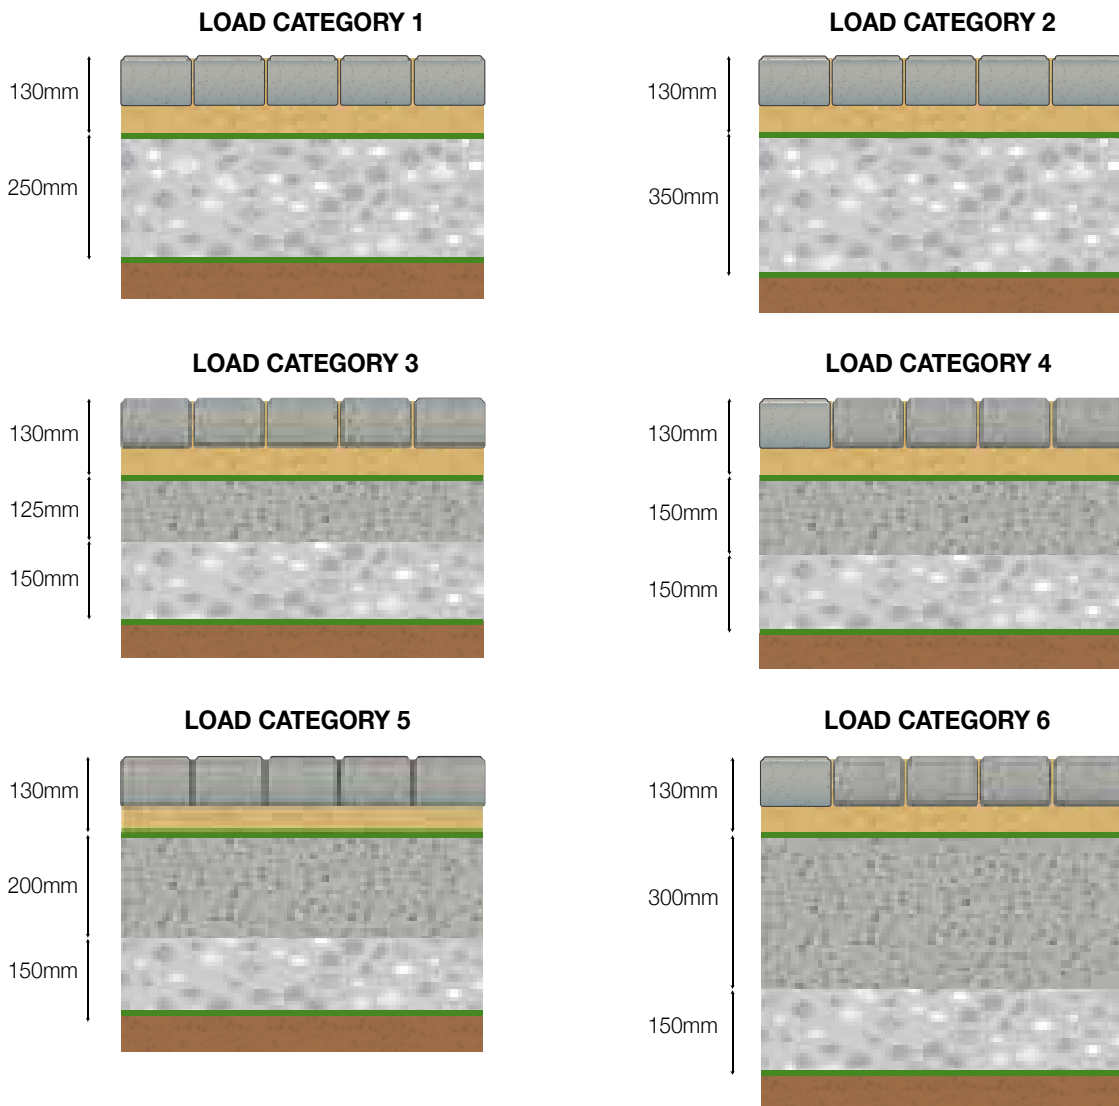 LOAD CATEGORY 1
130mm
250mm
LOAD CATEGORY 2
130mm
350mm
LOAD CATEGORY 3
130mm
125mm
150mm
LOAD CATEGORY 4
130mm
150mm
150mm
LOAD CATEGORY 5
130mm
200mm
150mm
LOAD CATEGORY 6
130mm
300mm
150mm